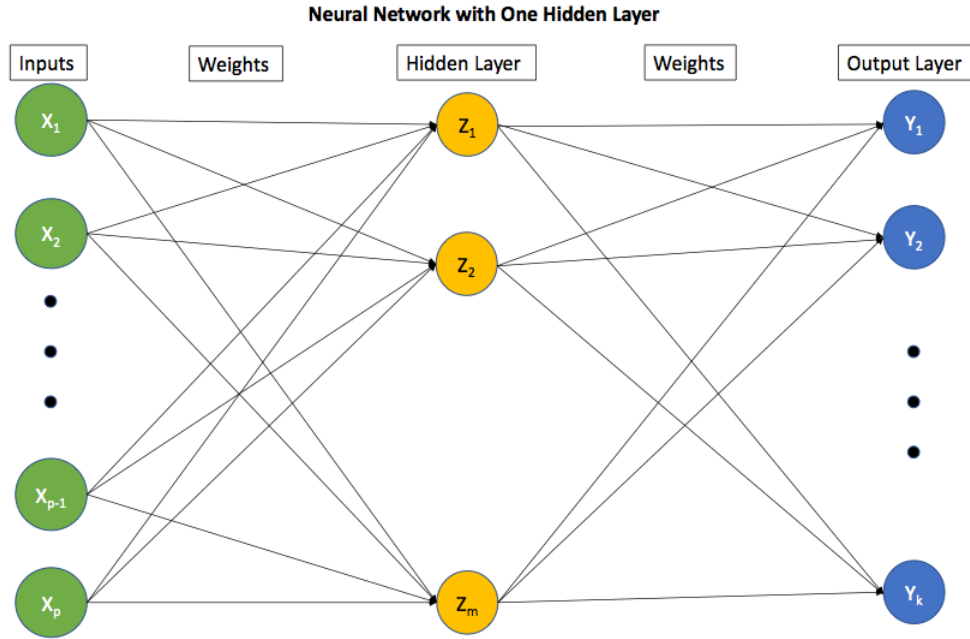 Neural Network with One Hidden Layer
Inputs
Weights
Hidden Layer
Weights
Output Layer
X₁
Z₁
Y₁
X₂
Z₂
Y₂
Xₚ₋₁
Xₚ
Zₘ
Yₖ